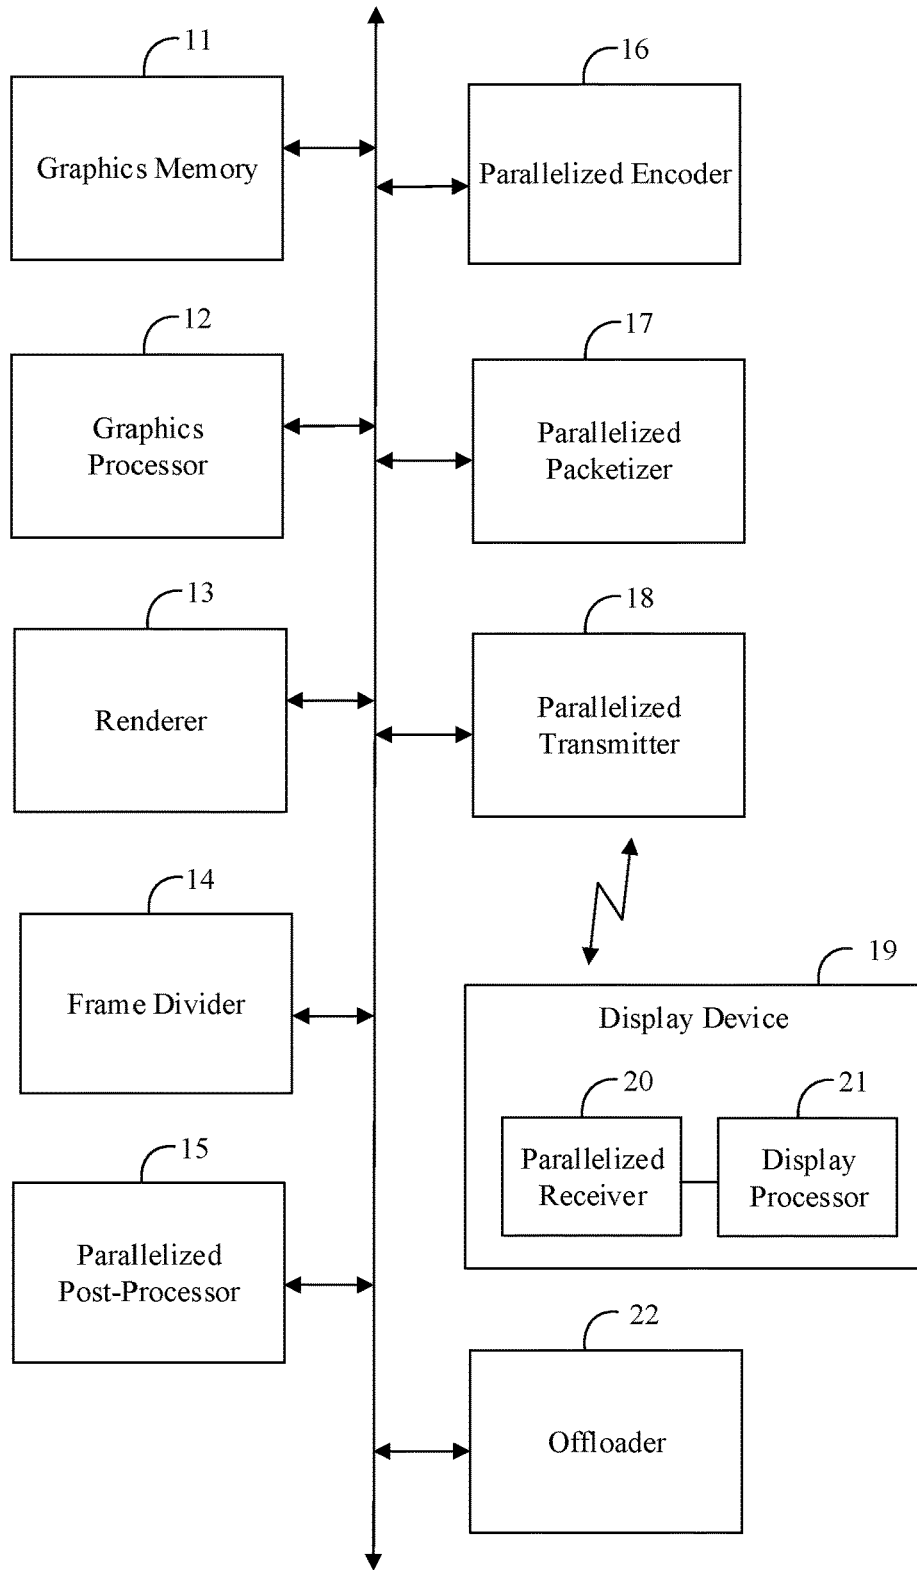 11
Graphics Memory
12
Graphics
Processor
13
Renderer
14
Frame Divider
15
Parallelized
Post-Processor
16
Parallelized Encoder
17
Parallelized
Packetizer
18
Parallelized
Transmitter
19
Display Device
20
Parallelized
Receiver
21
Display
Processor
22
Offloader